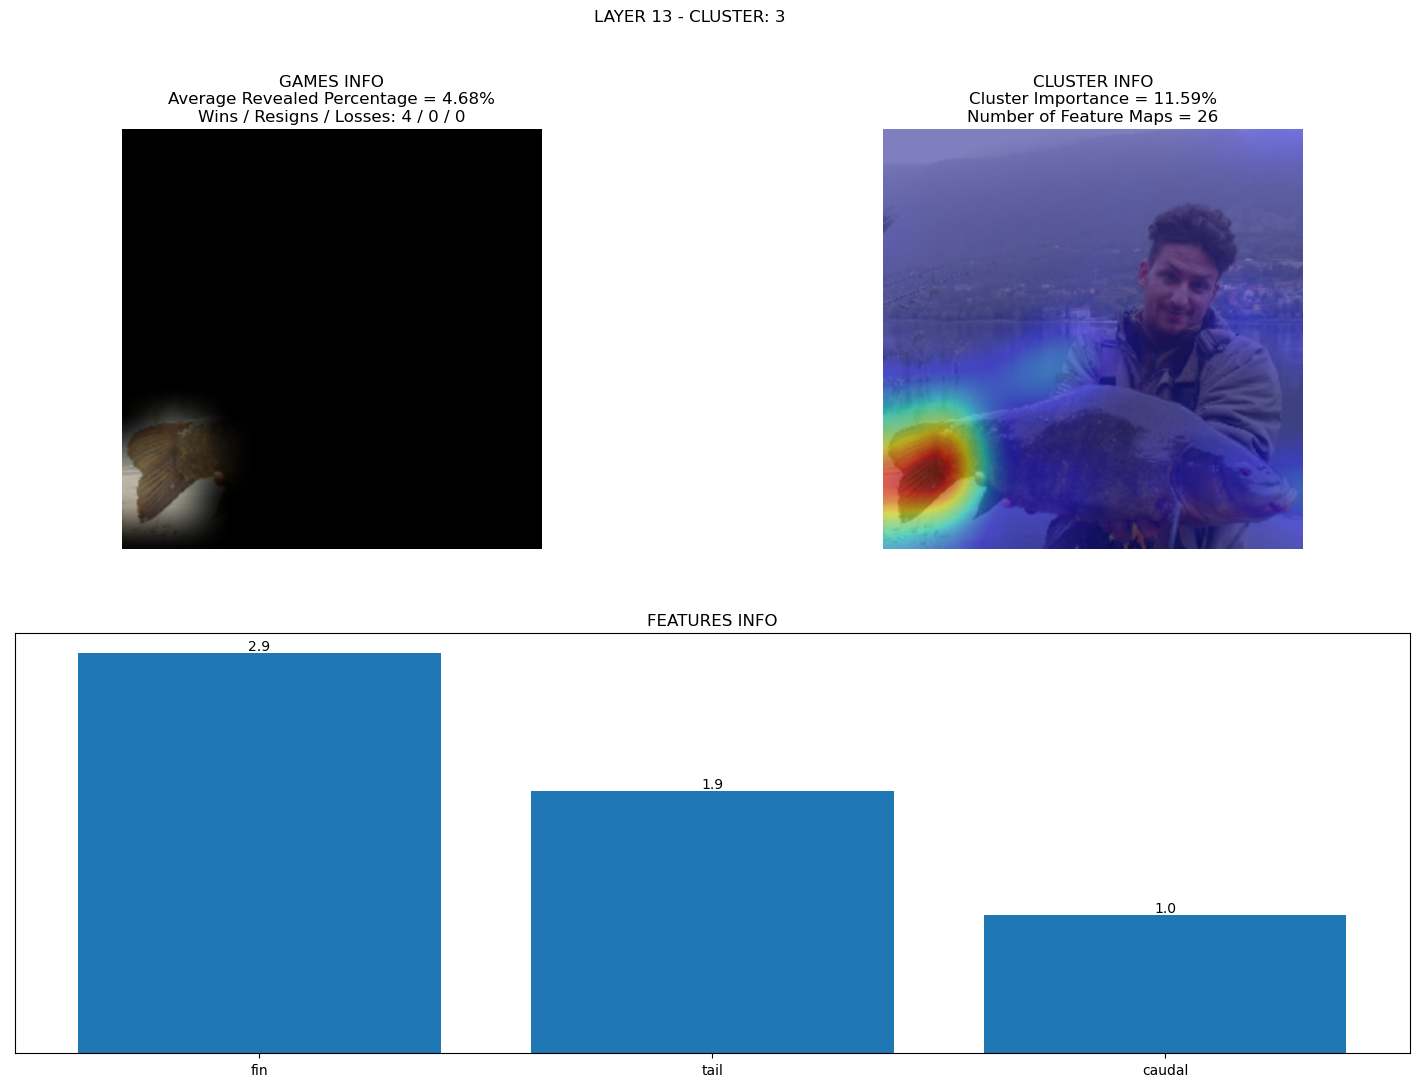 LAYER 13 - CLUSTER: 3
GAMES INFO
Average Revealed Percentage = 4.68%
Wins / Resigns / Losses: 4 / 0 / 0
CLUSTER INFO
Cluster Importance = 11.59%
Number of Feature Maps = 26
FEATURES INFO
2.9
1.9
1.0
fin
tail
caudal